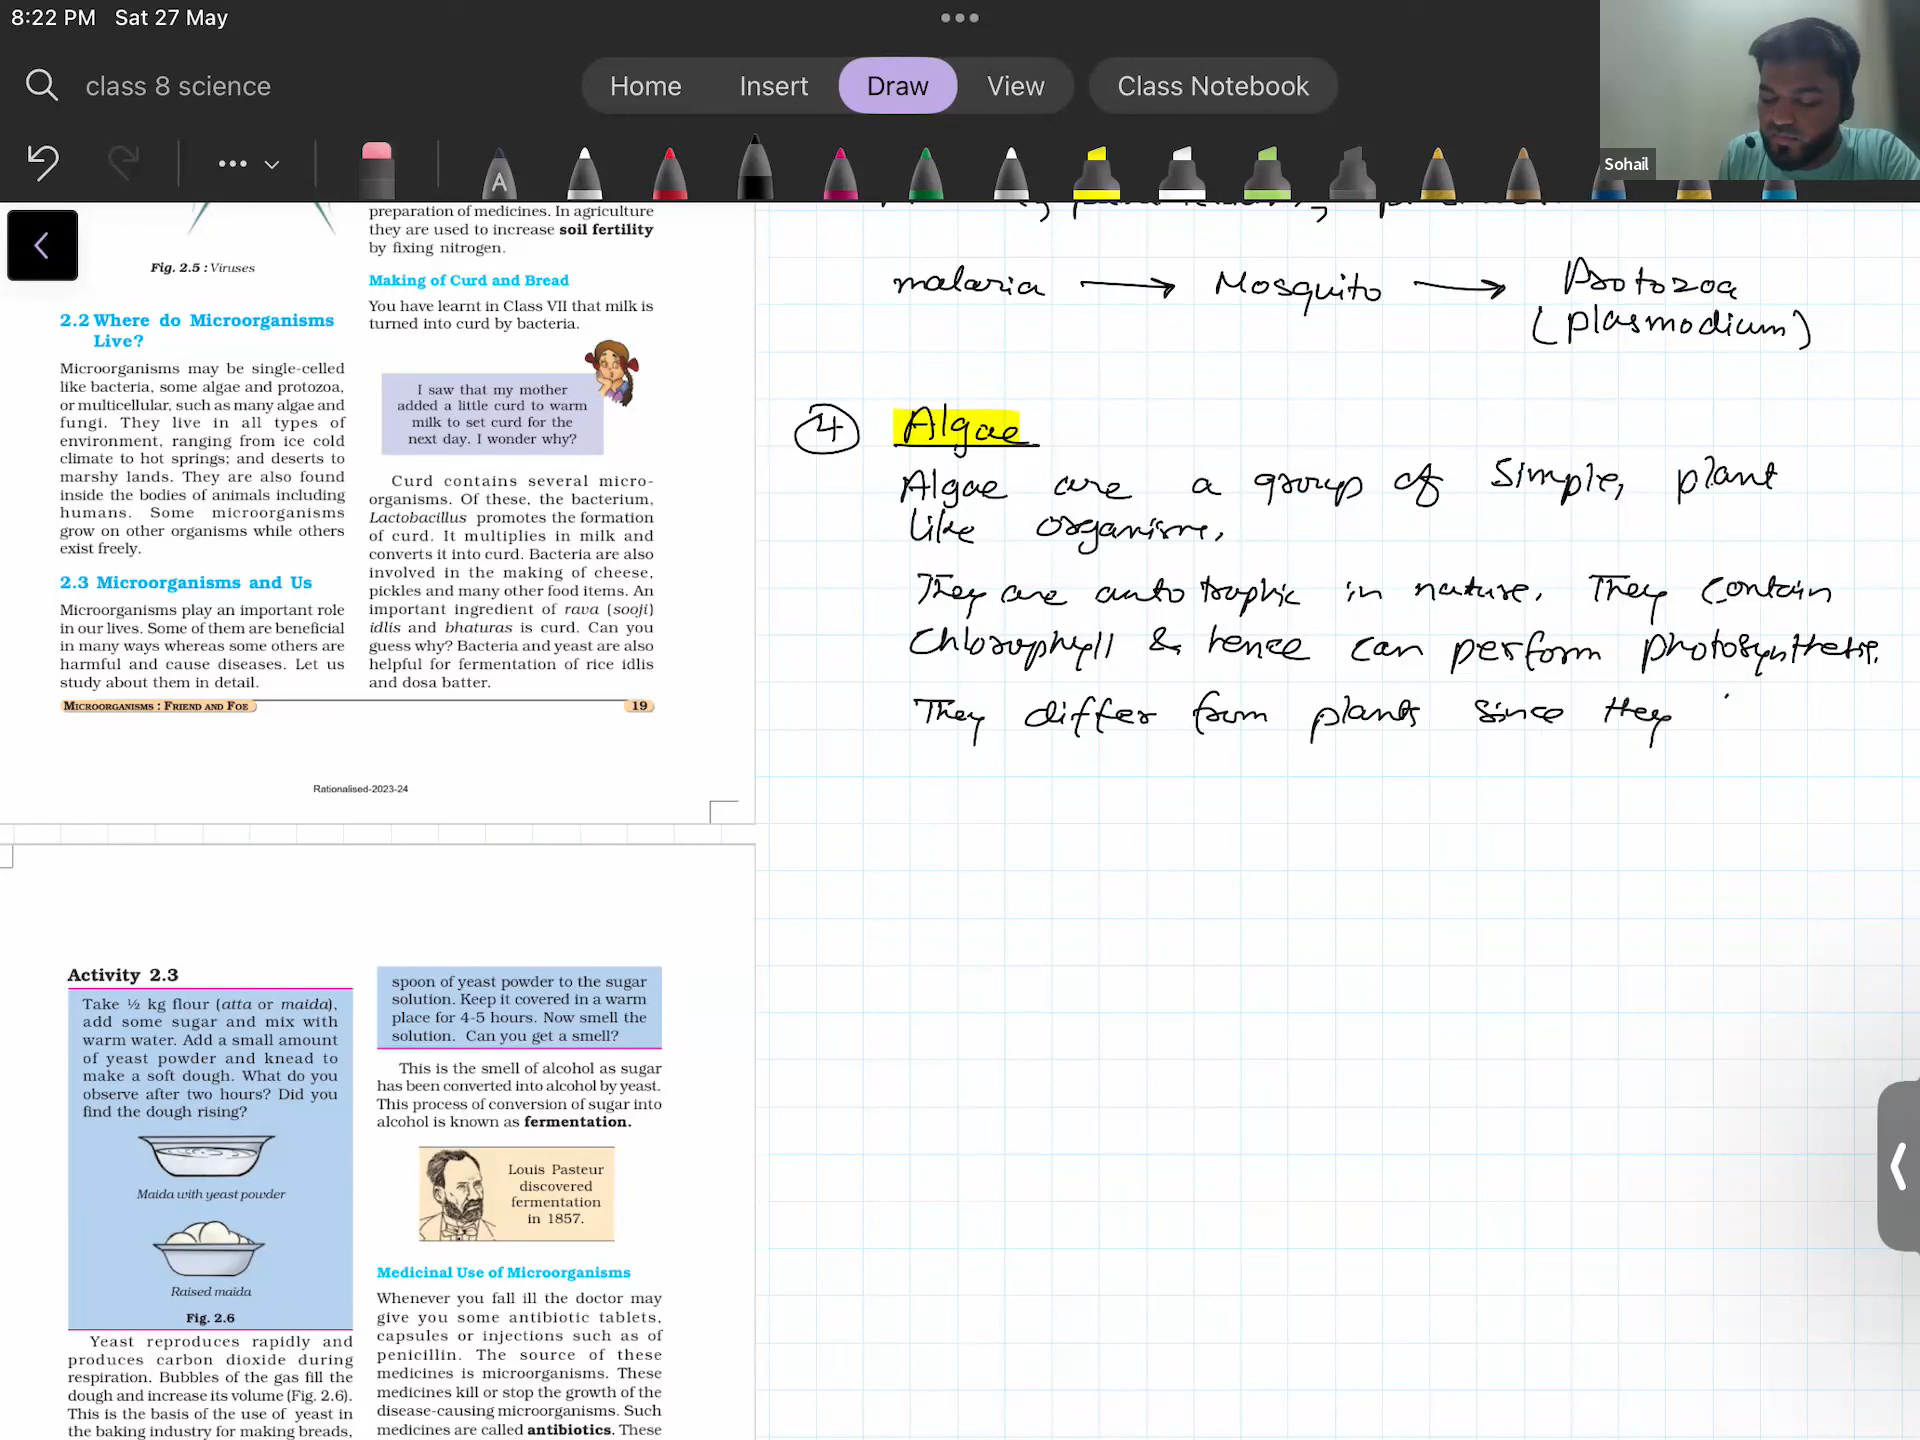 8:22 PM Sat 27 May
class 8 science
Home Insert Draw View Class Notebook
A
Sohail
Fig. 2.5 : Viruses
2.2 Where do Microorganisms
Live?
Microorganisms may be single-celled
like bacteria, some algae and protozoa,
or multicellular, such as many algae and
fungi. They live in all types of
environment, ranging from ice cold
climate to hot springs; and deserts to
marshy lands. They are also found
inside the bodies of animals including
humans. Some microorganisms
grow on other organisms while others
exist freely.
2.3 Microorganisms and Us
Microorganisms play an important role
in our lives. Some of them are beneficial
in many ways whereas some others are
harmful and cause diseases. Let us
study about them in detail.
preparation of medicines. In agriculture
they are used to increase soil fertility
by fixing nitrogen.
Making of Curd and Bread
You have learnt in Class VII that milk is
turned into curd by bacteria.
I saw that my mother
added a little curd to warm
milk to set curd for the
next day. I wonder why?
Curd contains several micro-
organisms. Of these, the bacterium,
Lactobacillus promotes the formation
of curd. It multiplies in milk and
converts it into curd. Bacteria are also
involved in the making of cheese,
pickles and many other food items. An
important ingredient of rava (sooji)
idlis and bhaturas is curd. Can you
guess why? Bacteria and yeast are also
helpful for fermentation of rice idlis
and dosa batter.
MICROORGANISMS : FRIEND AND FOE 19
Rationalised-2023-24
Activity 2.3
Take ½ kg flour (atta or maida),
add some sugar and mix with
warm water. Add a small amount
of yeast powder and knead to
make a soft dough. What do you
observe after two hours? Did you
find the dough rising?
Maida with yeast powder
Raised maida
Fig. 2.6
Yeast reproduces rapidly and
produces carbon dioxide during
respiration. Bubbles of the gas fill the
dough and increase its volume (Fig. 2.6).
This is the basis of the use of yeast in
the baking industry for making breads,
spoon of yeast powder to the sugar
solution. Keep it covered in a warm
place for 4-5 hours. Now smell the
solution. Can you get a smell?
This is the smell of alcohol as sugar
has been converted into alcohol by yeast.
This process of conversion of sugar into
alcohol is known as fermentation.
Louis Pasteur
discovered
fermentation
in 1857.
Medicinal Use of Microorganisms
Whenever you fall ill the doctor may
give you some antibiotic tablets,
capsules or injections such as of
penicillin. The source of these
medicines is microorganisms. These
medicines kill or stop the growth of the
disease-causing microorganisms. Such
medicines are called antibiotics. These
malaria → Mosquito → Protozoa
(plasmodium)
4 Algae
Algae are a group of simple, plant
like organism.
They are auto trophic in nature. They contain
Chlorophyll & hence can perform photosynthesis.
They differ from plants since they